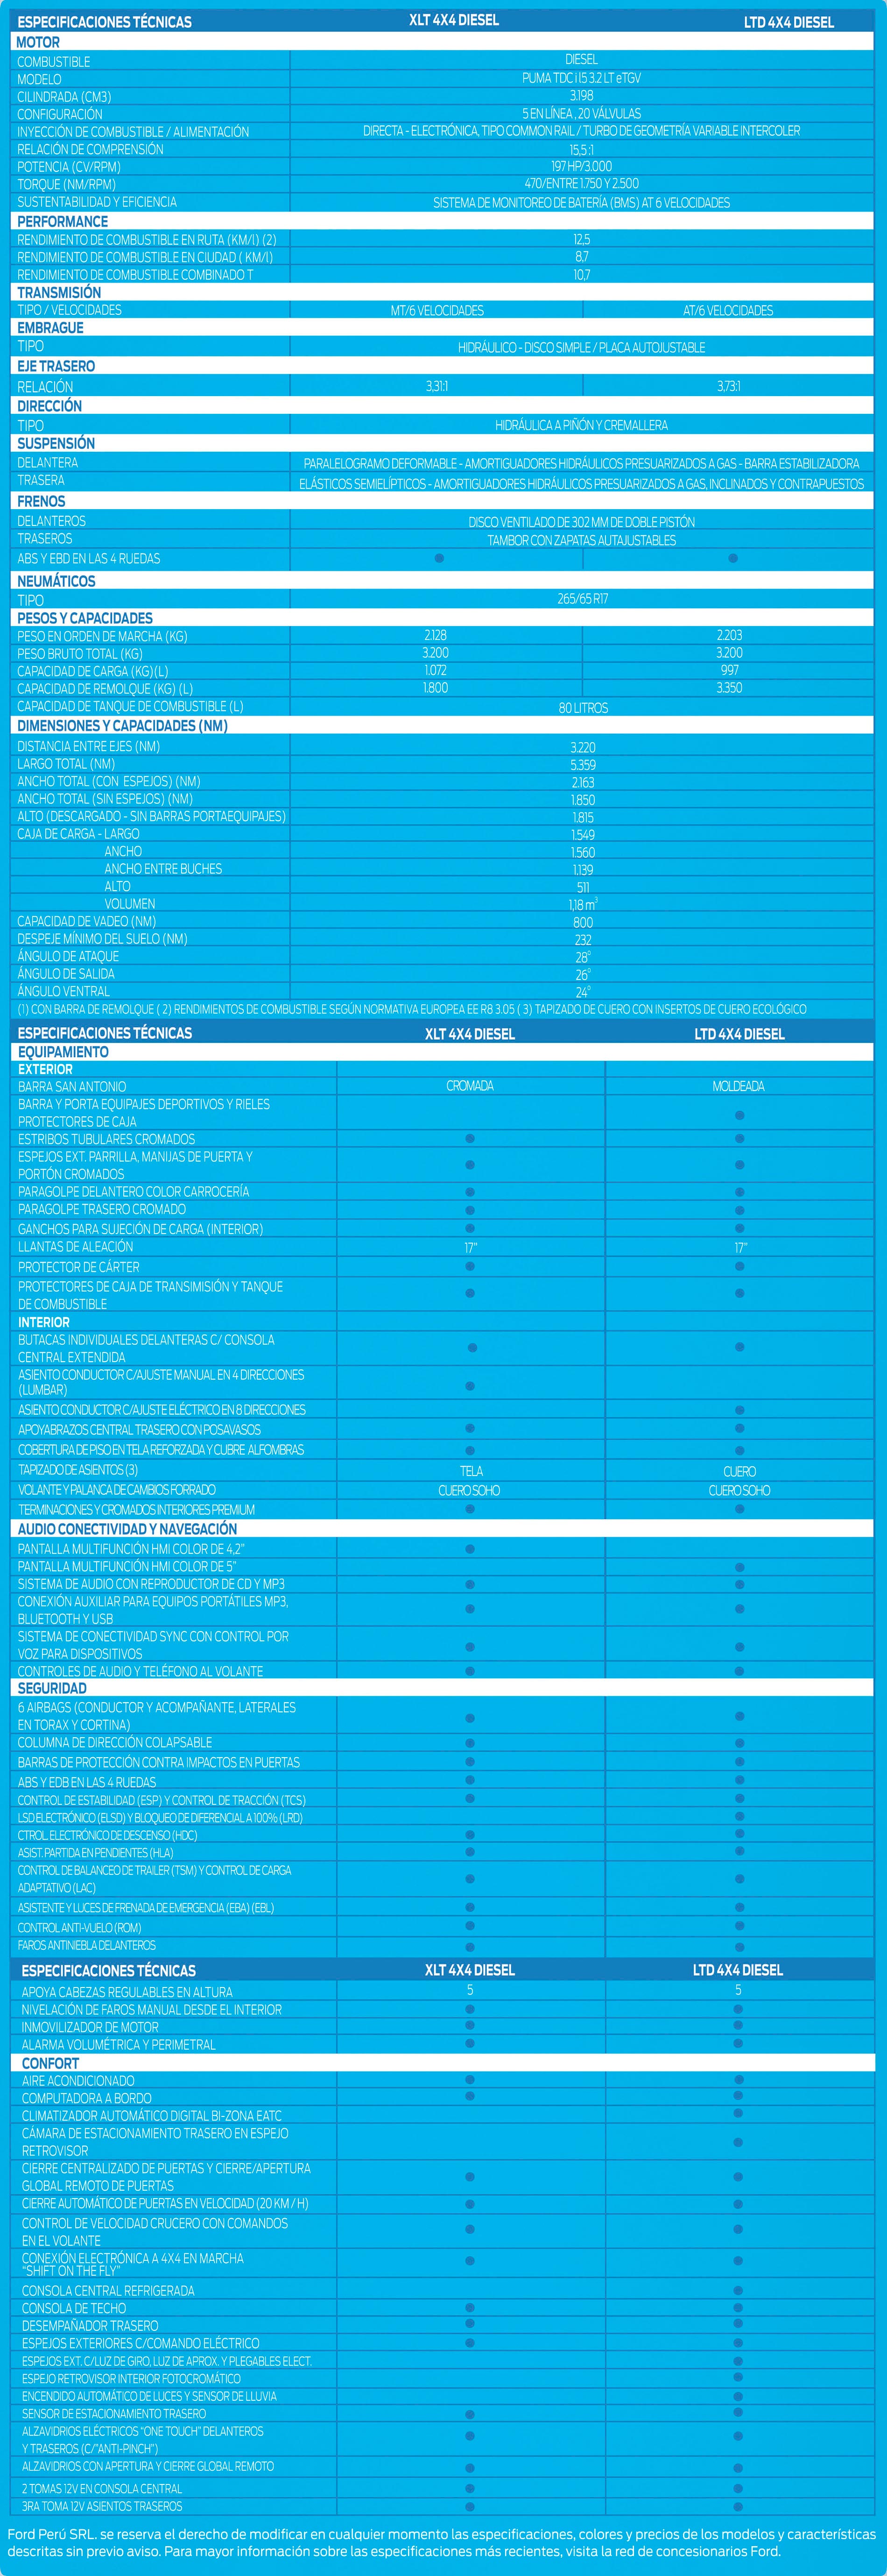 ESPECIFICACIONES TÉCNICAS XLT 4X4 DIESEL LTD 4X4 DIESEL
MOTOR
COMBUSTIBLE DIESEL
MODELO PUMA TDC i I5 3.2 LT eTGV
CILINDRADA (CM3) 3.198
CONFIGURACIÓN 5 EN LÍNEA , 20 VÁLVULAS
INYECCIÓN DE COMBUSTIBLE / ALIMENTACIÓN DIRECTA - ELECTRÓNICA, TIPO COMMON RAIL / TURBO DE GEOMETRÍA VARIABLE INTERCOLER
RELACIÓN DE COMPRENSIÓN 15,5 :1
POTENCIA (CV/RPM) 197 HP/3.000
TORQUE (NM/RPM) 470/ENTRE 1.750 Y 2.500
SUSTENTABILIDAD Y EFICIENCIA SISTEMA DE MONITOREO DE BATERÍA (BMS) AT 6 VELOCIDADES
PERFORMANCE
RENDIMIENTO DE COMBUSTIBLE EN RUTA (KM/l) (2) 12,5
RENDIMIENTO DE COMBUSTIBLE EN CIUDAD ( KM/l) 8,7
RENDIMIENTO DE COMBUSTIBLE COMBINADO T 10,7
TRANSMISIÓN
TIPO / VELOCIDADES MT/6 VELOCIDADES AT/6 VELOCIDADES
EMBRAGUE
TIPO HIDRÁULICO - DISCO SIMPLE / PLACA AUTOJUSTABLE
EJE TRASERO
RELACIÓN 3,31:1 3,73:1
DIRECCIÓN
TIPO HIDRÁULICA A PIÑÓN Y CREMALLERA
SUSPENSIÓN
DELANTERA PARALELOGRAMO DEFORMABLE - AMORTIGUADORES HIDRÁULICOS PRESUARIZADOS A GAS - BARRA ESTABILIZADORA
TRASERA ELÁSTICOS SEMIELÍPTICOS - AMORTIGUADORES HIDRÁULICOS PRESUARIZADOS A GAS, INCLINADOS Y CONTRAPUESTOS
FRENOS
DELANTEROS DISCO VENTILADO DE 302 MM DE DOBLE PISTÓN
TRASEROS TAMBOR CON ZAPATAS AUTAJUSTABLES
ABS Y EBD EN LAS 4 RUEDAS ● ●
NEUMÁTICOS
TIPO 265/65 R17
PESOS Y CAPACIDADES
PESO EN ORDEN DE MARCHA (KG) 2.128 2.203
PESO BRUTO TOTAL (KG) 3.200 3.200
CAPACIDAD DE CARGA (KG)(L) 1.072 997
CAPACIDAD DE REMOLQUE (KG) (L) 1.800 3.350
CAPACIDAD DE TANQUE DE COMBUSTIBLE (L) 80 LITROS
DIMENSIONES Y CAPACIDADES (NM)
DISTANCIA ENTRE EJES (NM) 3.220
LARGO TOTAL (NM) 5.359
ANCHO TOTAL (CON ESPEJOS) (NM) 2.163
ANCHO TOTAL (SIN ESPEJOS) (NM) 1.850
ALTO (DESCARGADO - SIN BARRAS PORTAEQUIPAJES) 1.815
CAJA DE CARGA - LARGO 1.549
ANCHO 1.560
ANCHO ENTRE BUCHES 1.139
ALTO 511
VOLUMEN 1,18 m³
CAPACIDAD DE VADEO (NM) 800
DESPEJE MÍNIMO DEL SUELO (NM) 232
ÁNGULO DE ATAQUE 28°
ÁNGULO DE SALIDA 26°
ÁNGULO VENTRAL 24°
(1) CON BARRA DE REMOLQUE ( 2) RENDIMIENTOS DE COMBUSTIBLE SEGÚN NORMATIVA EUROPEA EE R8 3.05 ( 3) TAPIZADO DE CUERO CON INSERTOS DE CUERO ECOLÓGICO
ESPECIFICACIONES TÉCNICAS XLT 4X4 DIESEL LTD 4X4 DIESEL
EQUIPAMIENTO
EXTERIOR
BARRA SAN ANTONIO CROMADA MOLDEADA
BARRA Y PORTA EQUIPAJES DEPORTIVOS Y RIELES
PROTECTORES DE CAJA ●
ESTRIBOS TUBULARES CROMADOS ● ●
ESPEJOS EXT. PARRILLA, MANIJAS DE PUERTA Y
PORTÓN CROMADOS ● ●
PARAGOLPE DELANTERO COLOR CARROCERÍA ● ●
PARAGOLPE TRASERO CROMADO ● ●
GANCHOS PARA SUJECIÓN DE CARGA (INTERIOR) ● ●
LLANTAS DE ALEACIÓN 17" 17"
PROTECTOR DE CÁRTER ● ●
PROTECTORES DE CAJA DE TRANSIMISIÓN Y TANQUE
DE COMBUSTIBLE ● ●
INTERIOR
BUTACAS INDIVIDUALES DELANTERAS C/ CONSOLA
CENTRAL EXTENDIDA ● ●
ASIENTO CONDUCTOR C/AJUSTE MANUAL EN 4 DIRECCIONES
(LUMBAR) ●
ASIENTO CONDUCTOR C/AJUSTE ELÉCTRICO EN 8 DIRECCIONES ●
APOYABRAZOS CENTRAL TRASERO CON POSAVASOS ● ●
COBERTURA DE PISO EN TELA REFORZADA Y CUBRE ALFOMBRAS ● ●
TAPIZADO DE ASIENTOS (3) TELA CUERO
VOLANTE Y PALANCA DE CAMBIOS FORRADO CUERO SOHO CUERO SOHO
TERMINACIONES Y CROMADOS INTERIORES PREMIUM ● ●
AUDIO CONECTIVIDAD Y NAVEGACIÓN
PANTALLA MULTIFUNCIÓN HMI COLOR DE 4,2" ●
PANTALLA MULTIFUNCIÓN HMI COLOR DE 5" ●
SISTEMA DE AUDIO CON REPRODUCTOR DE CD Y MP3 ● ●
CONEXIÓN AUXILIAR PARA EQUIPOS PORTÁTILES MP3,
BLUETOOTH Y USB ● ●
SISTEMA DE CONECTIVIDAD SYNC CON CONTROL POR
VOZ PARA DISPOSITIVOS ● ●
CONTROLES DE AUDIO Y TELÉFONO AL VOLANTE ● ●
SEGURIDAD
6 AIRBAGS (CONDUCTOR Y ACOMPAÑANTE, LATERALES
EN TORAX Y CORTINA) ● ●
COLUMNA DE DIRECCIÓN COLAPSABLE ● ●
BARRAS DE PROTECCIÓN CONTRA IMPACTOS EN PUERTAS ● ●
ABS Y EDB EN LAS 4 RUEDAS ● ●
CONTROL DE ESTABILIDAD (ESP) Y CONTROL DE TRACCIÓN (TCS) ● ●
LSD ELECTRÓNICO (ELSD) Y BLOQUEO DE DIFERENCIAL A 100% (LRD) ●
CTROL. ELECTRÓNICO DE DESCENSO (HDC) ● ●
ASIST. PARTIDA EN PENDIENTES (HLA) ● ●
CONTROL DE BALANCEO DE TRAILER (TSM) Y CONTROL DE CARGA
ADAPTATIVO (LAC) ● ●
ASISTENTE Y LUCES DE FRENADA DE EMERGENCIA (EBA) (EBL) ● ●
CONTROL ANTI-VUELO (ROM) ● ●
FAROS ANTINIEBLA DELANTEROS ● ●
ESPECIFICACIONES TÉCNICAS XLT 4X4 DIESEL LTD 4X4 DIESEL
APOYA CABEZAS REGULABLES EN ALTURA 5 5
NIVELACIÓN DE FAROS MANUAL DESDE EL INTERIOR ● ●
INMOVILIZADOR DE MOTOR ● ●
ALARMA VOLUMÉTRICA Y PERIMETRAL ● ●
CONFORT
AIRE ACONDICIONADO ● ●
COMPUTADORA A BORDO ● ●
CLIMATIZADOR AUTOMÁTICO DIGITAL BI-ZONA EATC ●
CÁMARA DE ESTACIONAMIENTO TRASERO EN ESPEJO
RETROVISOR ●
CIERRE CENTRALIZADO DE PUERTAS Y CIERRE/APERTURA
GLOBAL REMOTO DE PUERTAS ● ●
CIERRE AUTOMÁTICO DE PUERTAS EN VELOCIDAD (20 KM / H) ● ●
CONTROL DE VELOCIDAD CRUCERO CON COMANDOS
EN EL VOLANTE ● ●
CONEXIÓN ELECTRÓNICA A 4X4 EN MARCHA
"SHIFT ON THE FLY" ● ●
CONSOLA CENTRAL REFRIGERADA ●
CONSOLA DE TECHO ● ●
DESEMPAÑADOR TRASERO ● ●
ESPEJOS EXTERIORES C/COMANDO ELÉCTRICO ● ●
ESPEJOS EXT. C/LUZ DE GIRO, LUZ DE APROX. Y PLEGABLES ELECT. ●
ESPEJO RETROVISOR INTERIOR FOTOCROMÁTICO ●
ENCENDIDO AUTOMÁTICO DE LUCES Y SENSOR DE LLUVIA ●
SENSOR DE ESTACIONAMIENTO TRASERO ● ●
ALZAVIDRIOS ELÉCTRICOS "ONE TOUCH" DELANTEROS
Y TRASEROS (C/"ANTI-PINCH") ● ●
ALZAVIDRIOS CON APERTURA Y CIERRE GLOBAL REMOTO ● ●
2 TOMAS 12V EN CONSOLA CENTRAL ● ●
3RA TOMA 12V ASIENTOS TRASEROS ● ●
Ford Perú SRL. se reserva el derecho de modificar en cualquier momento las especificaciones, colores y precios de los modelos y características
descritas sin previo aviso. Para mayor información sobre las especificaciones más recientes, visita la red de concesionarios Ford.